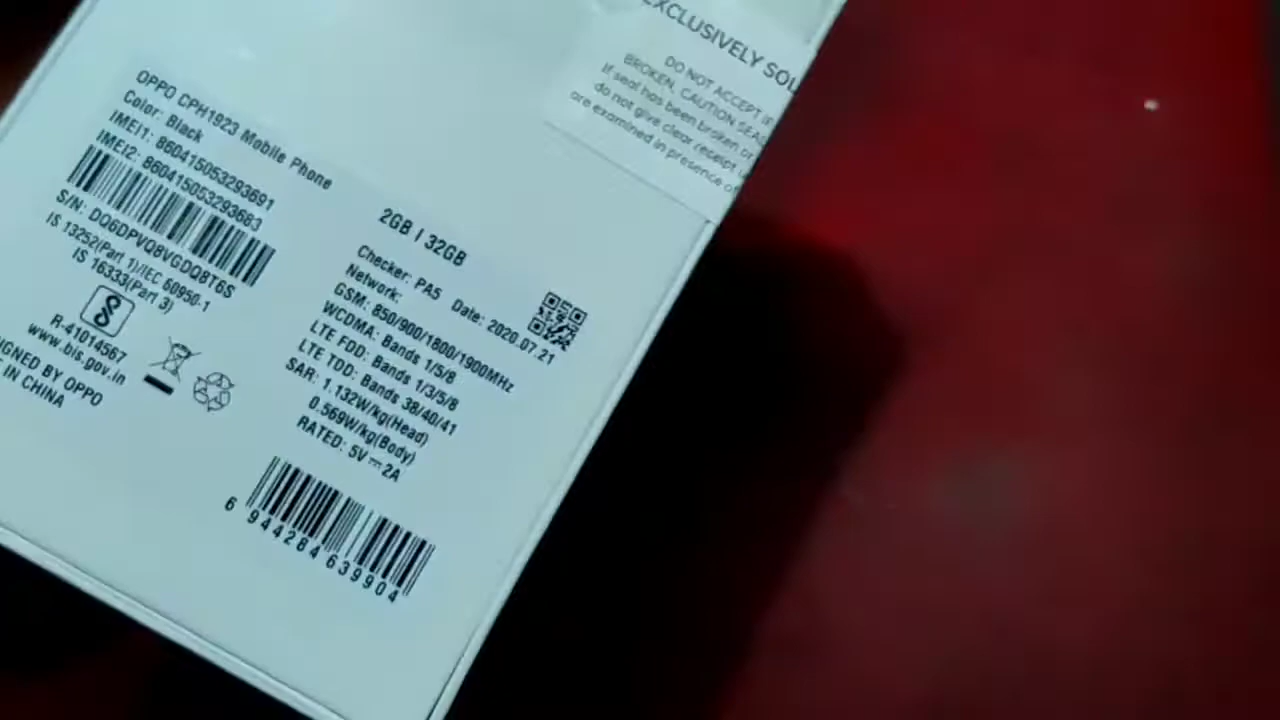 EXCLUSIVELY SOL
DO NOT ACCEPT IF
BROKEN, CAUTION SEAL
If seal has been broken or
do not give clear receipt
are examined in presence of
OPPO CPH1923 Mobile Phone
Color: Black
IMEI1: 860415053293691
IMEI2: 860415053293683
S/N: DQ6DPVQ8VGDQ8T6S
IS 13252(Part 1)/IEC 60950-1
IS 16333(Part 3)
R-41014567
www.bis.gov.in
IGNED BY OPPO
IN CHINA
2GB | 32GB
Checker: PA5 Date: 2020.07.21
Network:
GSM: 850/900/1800/1900MHz
WCDMA: Bands 1/5/8
LTE FDD: Bands 1/3/5/8
LTE TDD: Bands 38/40/41
SAR: 1.132W/kg(Head)
0.569W/kg(Body)
RATED: 5V⎓2A
6 944284 639904